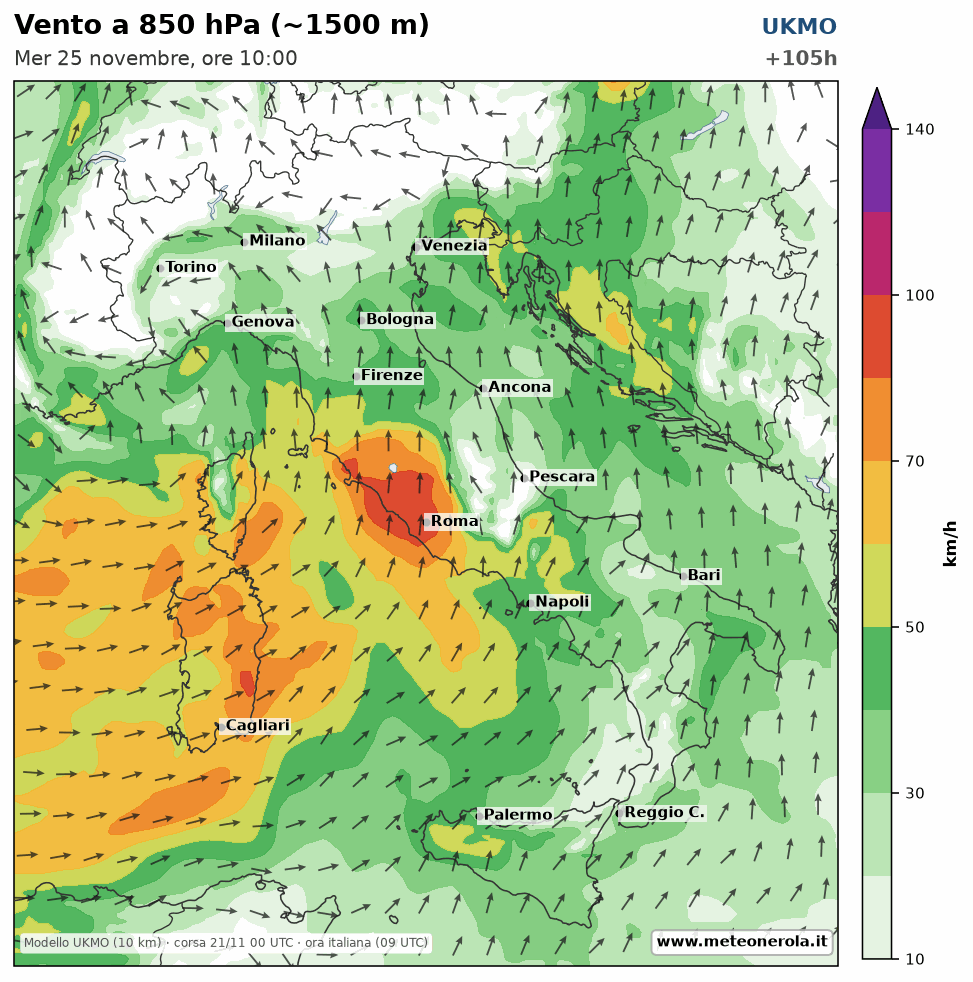 Vento a 850 hPa (~1500 m)
UKMO
Mer 25 novembre, ore 10:00
+105h
140
Milano
Venezia
Torino
100
Genova
Bologna
Firenze
Ancona
70
Pescara
Roma
km/h
Bari
Napoli
50
Cagliari
30
Palermo
Reggio C.
Modello UKMO (10 km) · corsa 21/11 00 UTC · ora italiana (09 UTC)
www.meteonerola.it
10